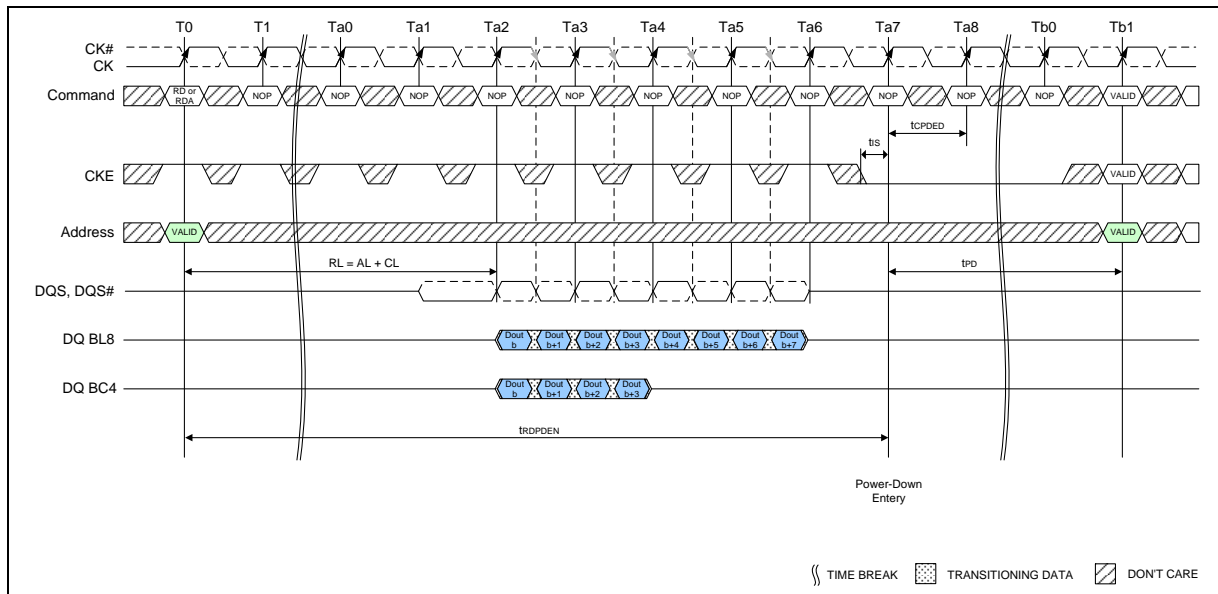 T0 T1 Ta0 Ta1 Ta2 Ta3 Ta4 Ta5 Ta6 Ta7 Ta8 Tb0 Tb1
CK#
CK
Command RD or RDA NOP NOP NOP NOP NOP NOP NOP NOP NOP NOP NOP VALID
tCPDED
tIS
CKE VALID
Address VALID VALID
RL = AL + CL tPD
DQS, DQS#
DQ BL8 Dout b Dout b+1 Dout b+2 Dout b+3 Dout b+4 Dout b+5 Dout b+6 Dout b+7
DQ BC4 Dout b Dout b+1 Dout b+2 Dout b+3
tRDPDEN
Power-Down
Entery
TIME BREAK TRANSITIONING DATA DON'T CARE